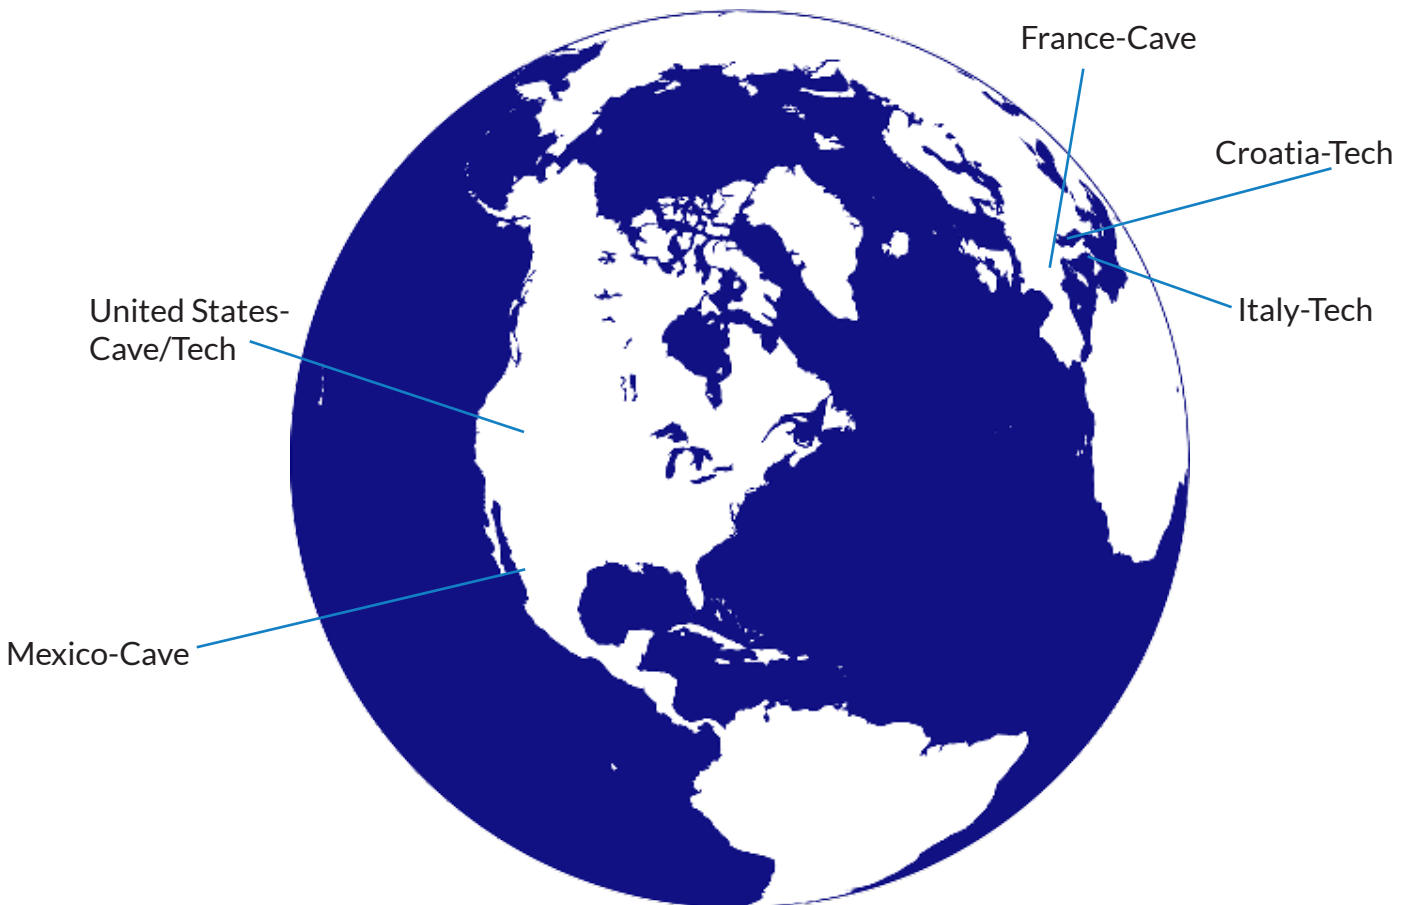 France-Cave
Croatia-Tech
United States-
Cave/Tech
Italy-Tech
Mexico-Cave